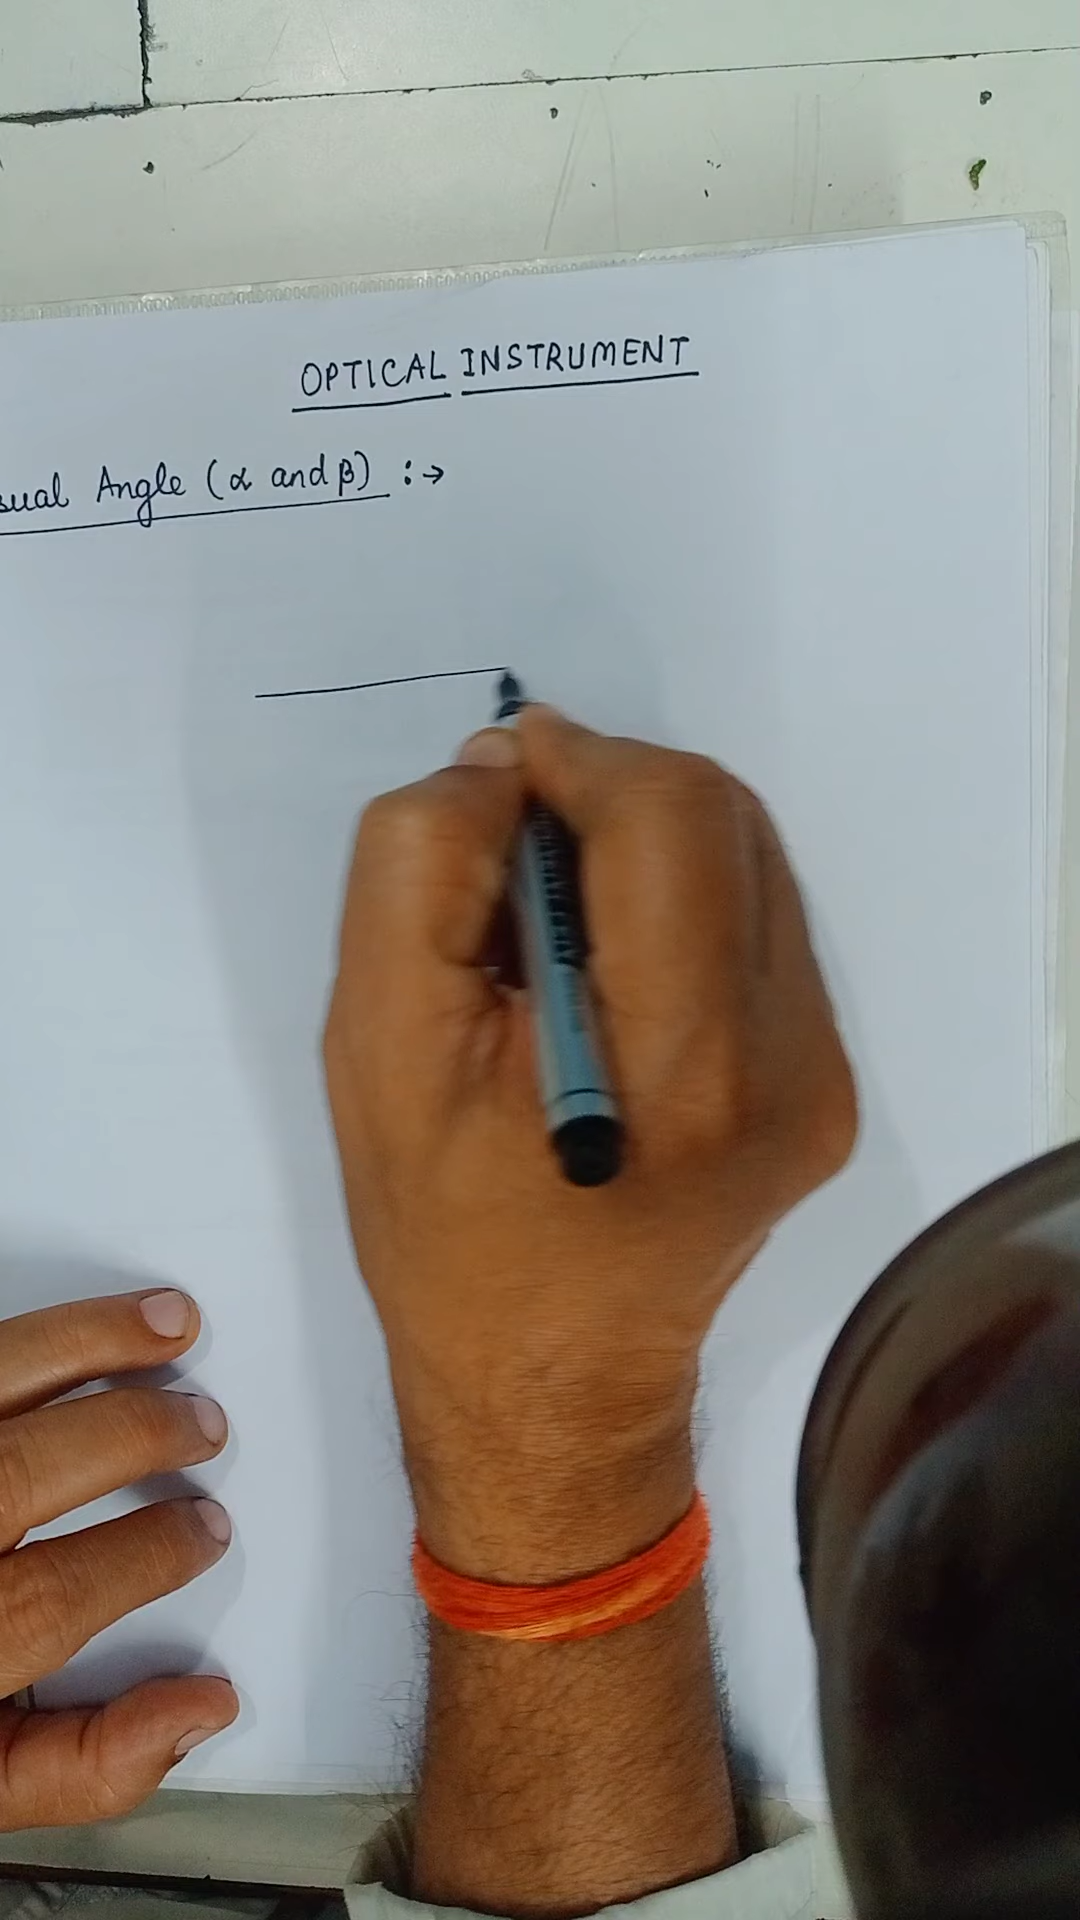 OPTICAL INSTRUMENT
sual Angle (α and β) :→